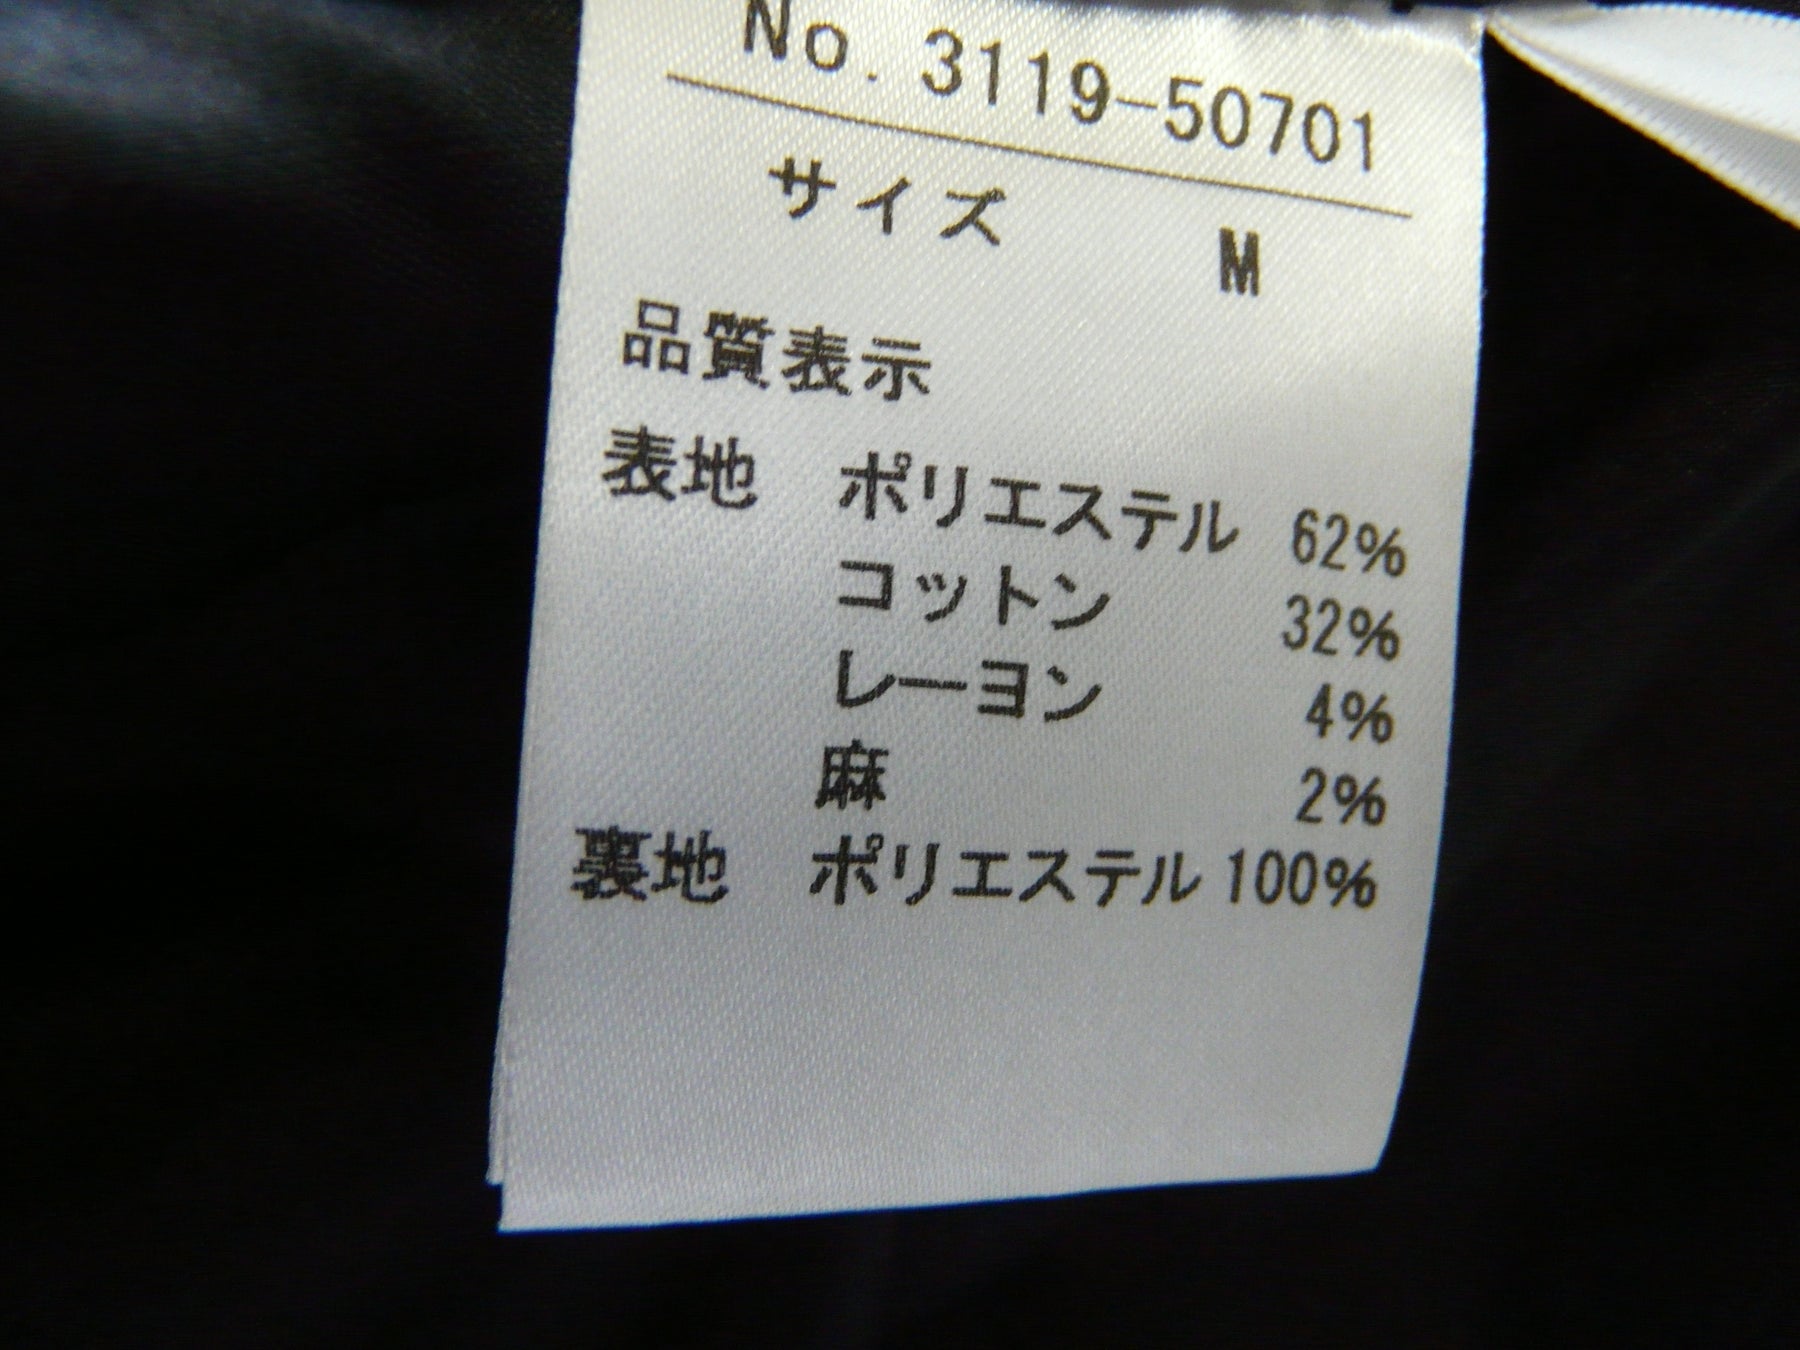 No. 3119-50701
サイズ M
品質表示
表地 ポリエステル 62%
コットン 32%
レーヨン 4%
麻 2%
裏地 ポリエステル 100%